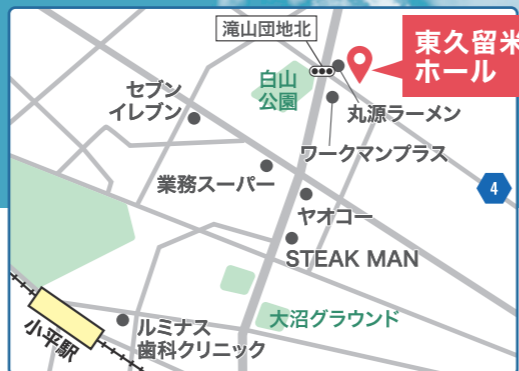 滝山団地北
東久留米
ホール
白山
公園
セブン
イレブン
丸源ラーメン
ワークマンプラス
業務スーパー
4
ヤオコー
STEAK MAN
大沼グラウンド
小平駅
ルミナス
歯科クリニック